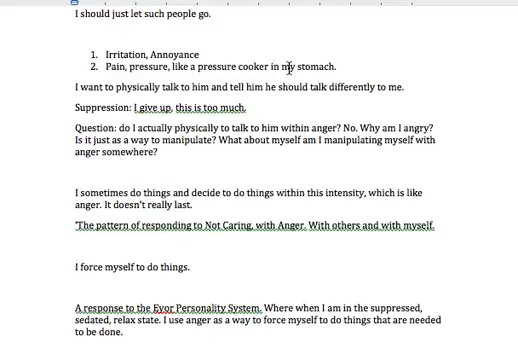 I should just let such people go.
1. Irritation, Annoyance
2. Pain, pressure, like a pressure cooker in my stomach.
I want to physically talk to him and tell him he should talk differently to me.
Suppression: I give up, this is too much.
Question: do I actually physically to talk to him within anger? No. Why am I angry?
Is it just as a way to manipulate? What about myself am I manipulating myself with
anger somewhere?
I sometimes do things and decide to do things within this intensity, which is like
anger. It doesn't really last.
'The pattern of responding to Not Caring, with Anger. With others and with myself.
I force myself to do things.
A response to the Eyor Personality System. Where when I am in the suppressed,
sedated, relax state. I use anger as a way to force myself to do things that are needed
to be done.